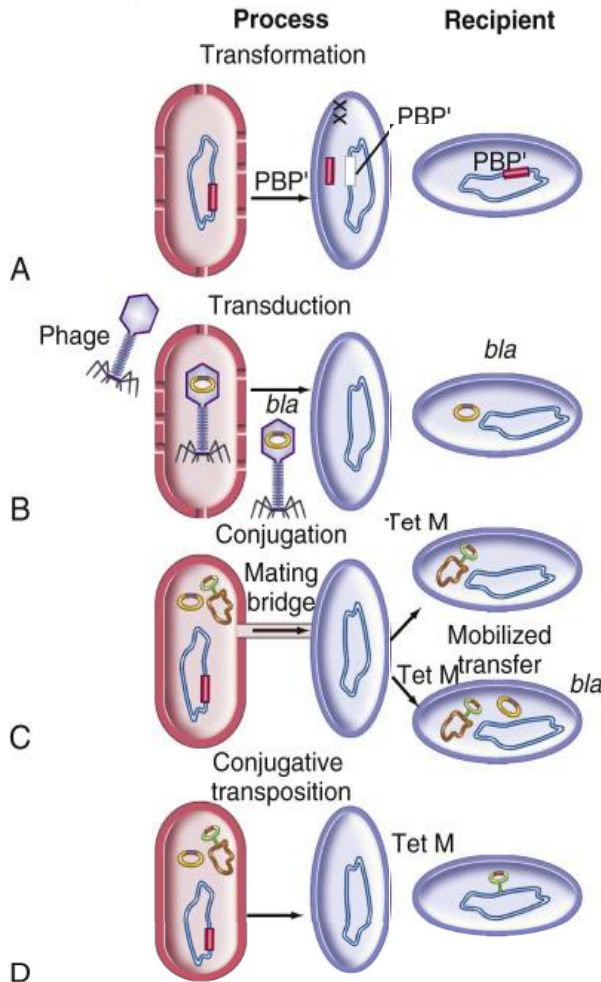 Process
Recipient
Transformation
XX
PBP'
PBP'
PBP'
A
Transduction
Phage
bla
bla
B
Conjugation
Tet M
Mating
bridge
Mobilized
transfer
Tet M
bla
C
Conjugative
transposition
Tet M
D